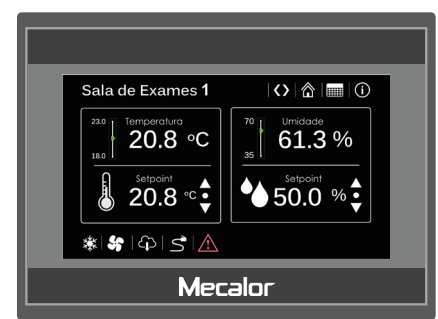 Sala de Exames 1
23.0
Temperatura
20.8 °C
18.0
Setpoint
20.8 °C
70
Umidade
61.3 %
35
Setpoint
50.0 %
Mecalor